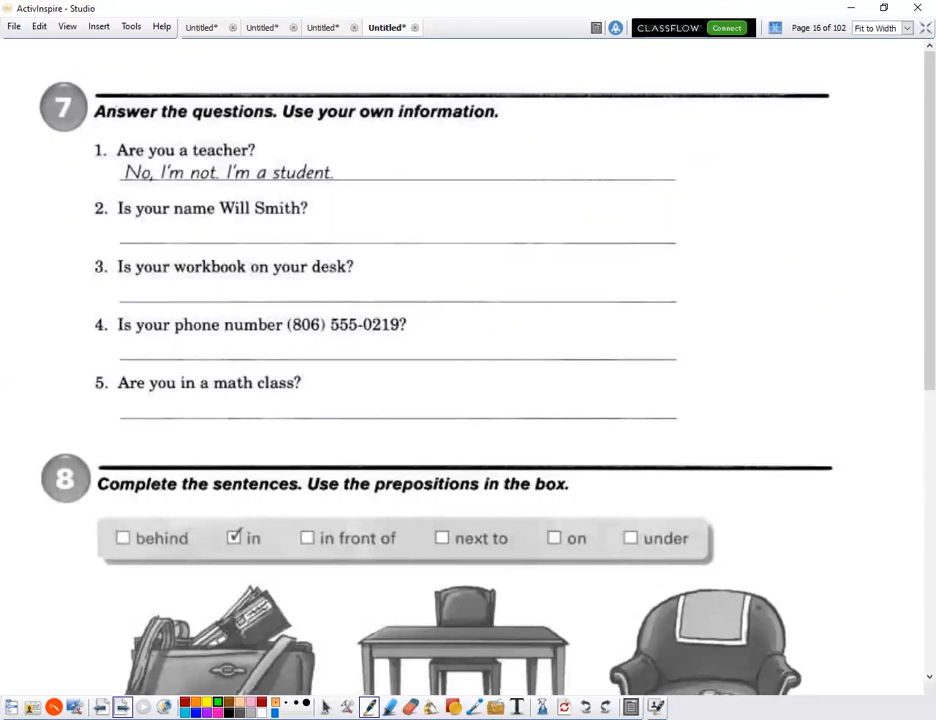 ActivInspire - Studio
File Edit View Insert Tools Help Untitled* Untitled* Untitled* Untitled* CLASSFLOW Connect Page 16 of 102 Fit to Width
7 Answer the questions. Use your own information.
1. Are you a teacher?
No, I'm not. I'm a student.
2. Is your name Will Smith?
3. Is your workbook on your desk?
4. Is your phone number (806) 555-0219?
5. Are you in a math class?
8 Complete the sentences. Use the prepositions in the box.
behind in in front of next to on under